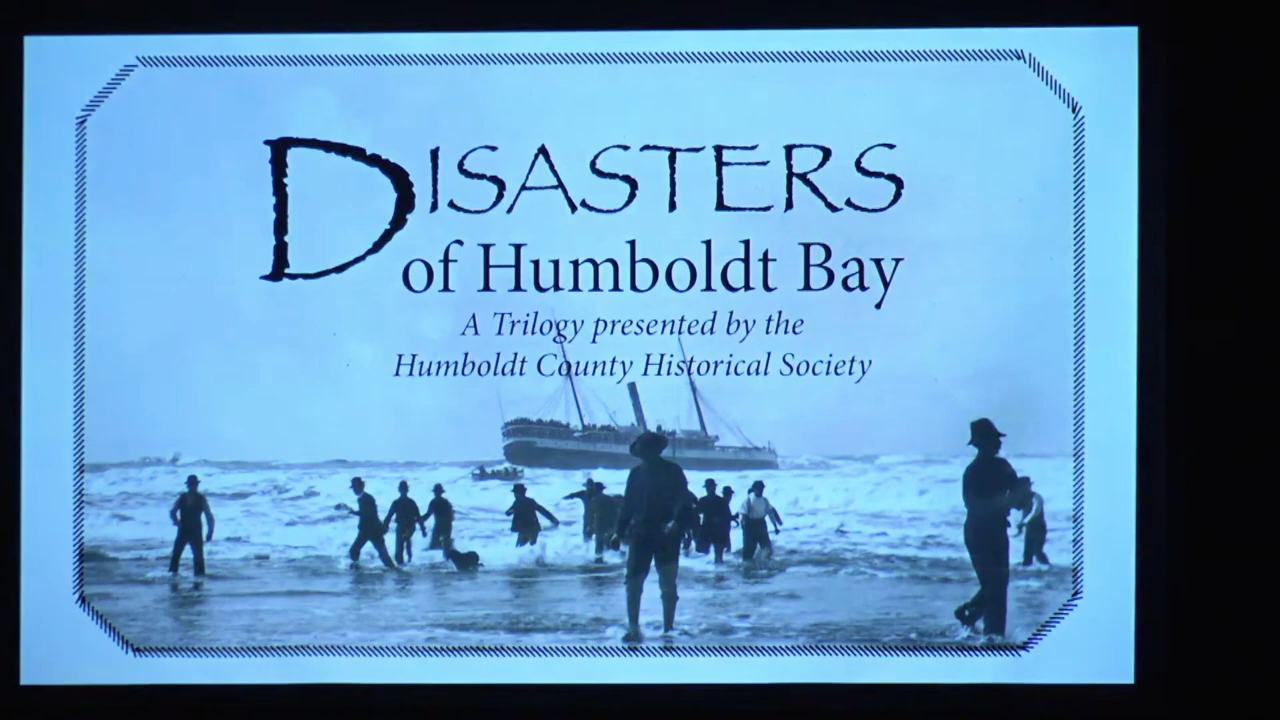 DISASTERS
of Humboldt Bay
A Trilogy presented by the
Humboldt County Historical Society